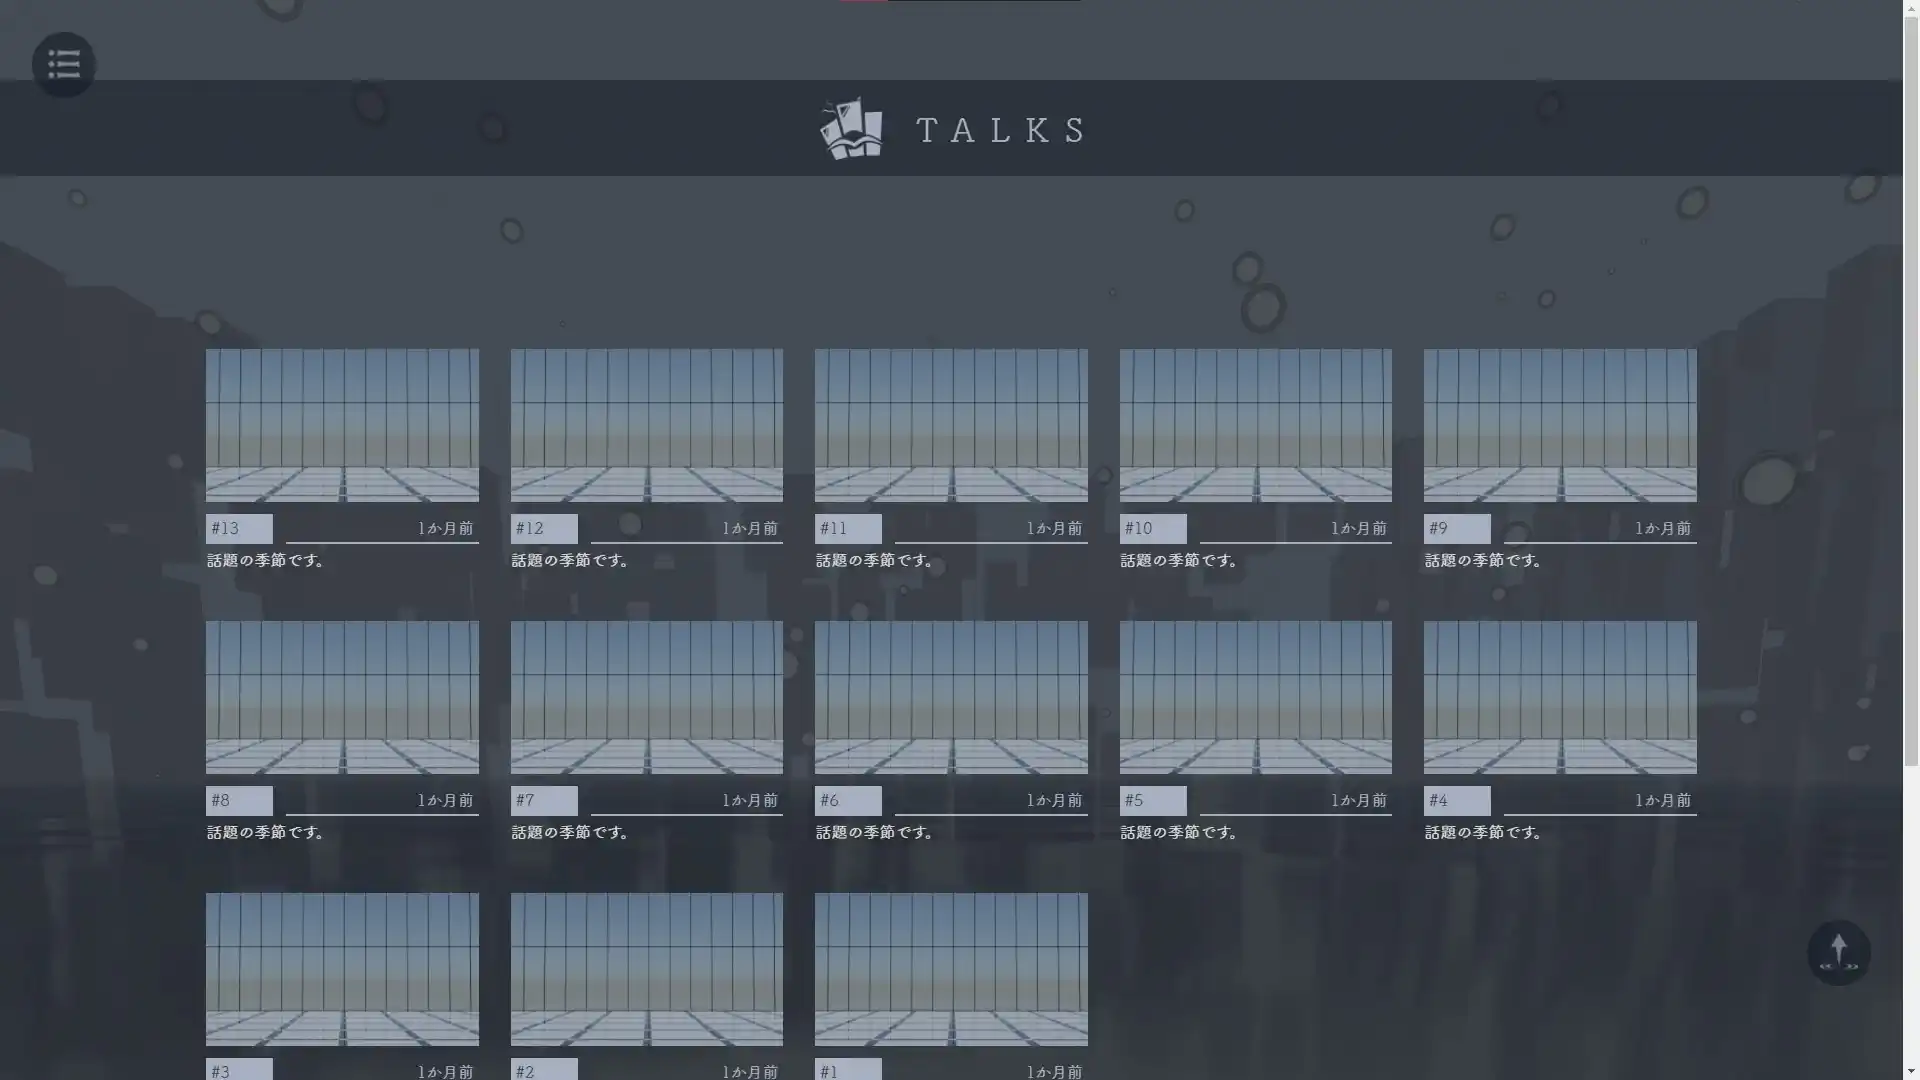 TALKS
#13 1か月前
話題の季節です。
#12 1か月前
話題の季節です。
#11 1か月前
話題の季節です。
#10 1か月前
話題の季節です。
#9 1か月前
話題の季節です。
#8 1か月前
話題の季節です。
#7 1か月前
話題の季節です。
#6 1か月前
話題の季節です。
#5 1か月前
話題の季節です。
#4 1か月前
話題の季節です。
#3 1か月前
#2 1か月前
#1 1か月前